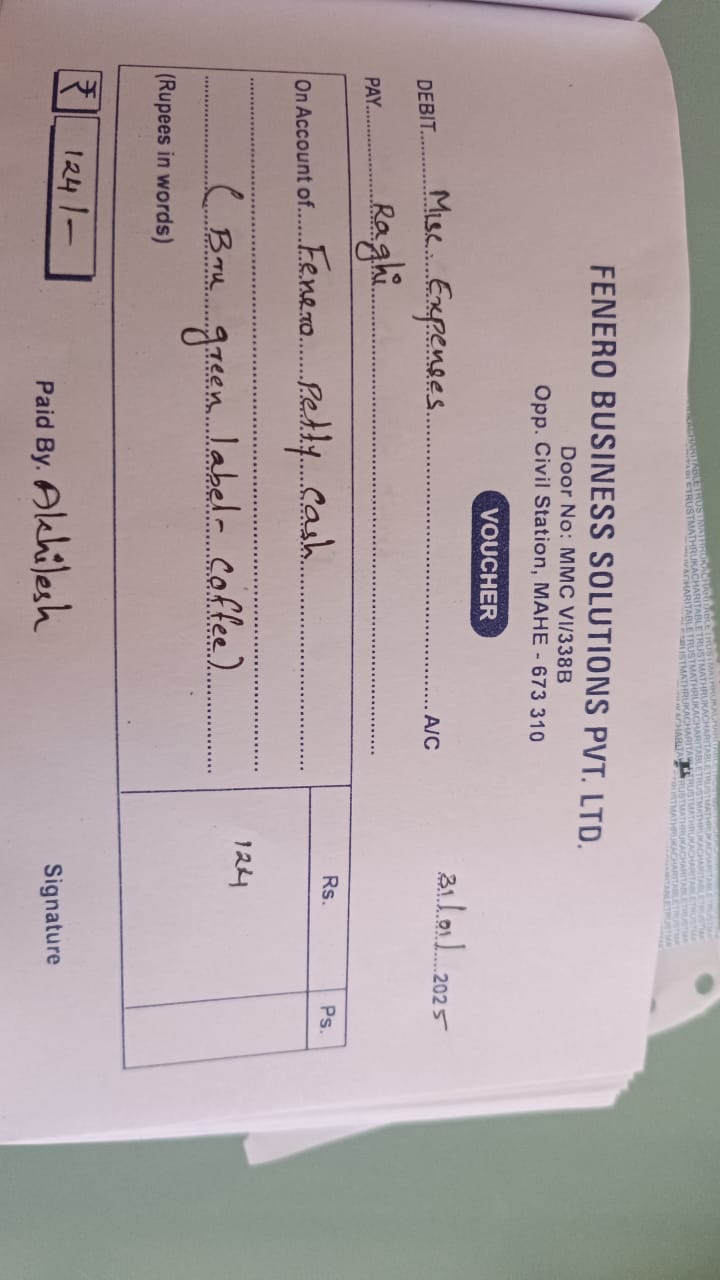 FENERO BUSINESS SOLUTIONS PVT. LTD.
Door No: MMC VI/338B
Opp. Civil Station, MAHE - 673 310
VOUCHER
31/01/2025
DEBIT Misc. Expenses A/C
PAY Raghi
Rs. Ps.
On Account of Fenero Petty Cash
124
( Bru green label - Coffee)
(Rupees in words)
₹ 124/-
Paid By. Akhilesh
Signature